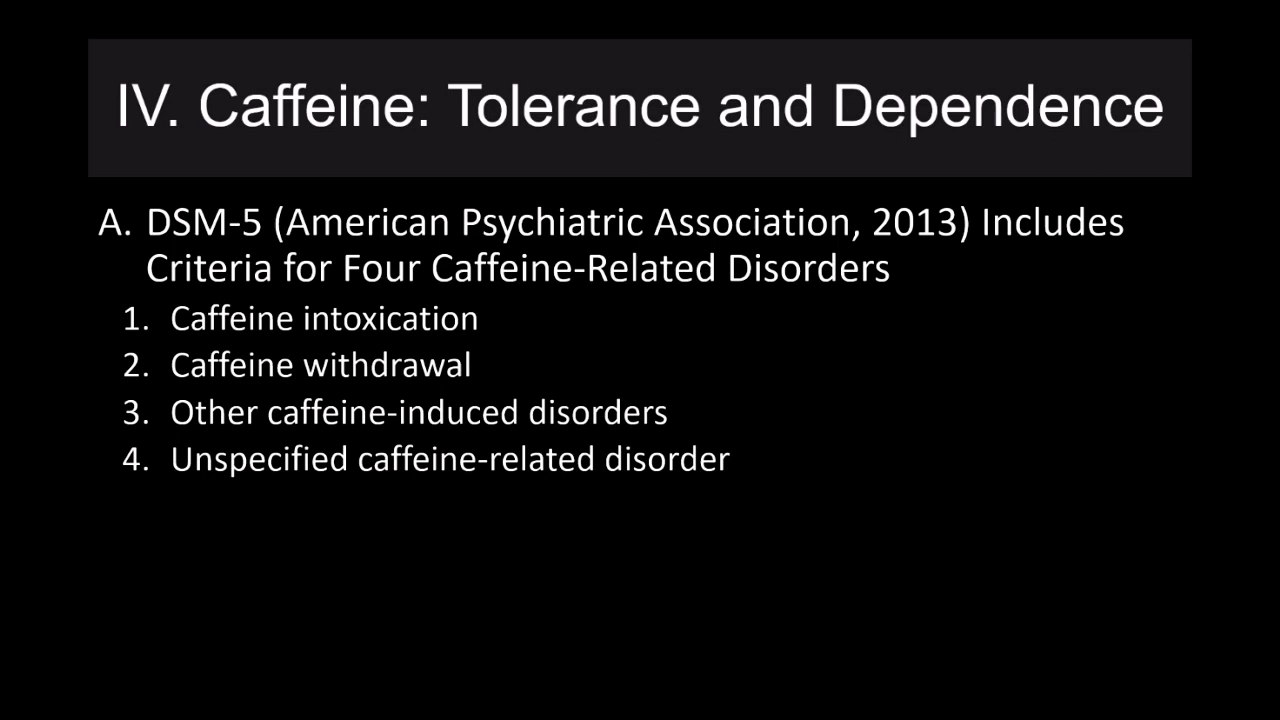 IV. Caffeine: Tolerance and Dependence
A. DSM-5 (American Psychiatric Association, 2013) Includes
Criteria for Four Caffeine-Related Disorders
1. Caffeine intoxication
2. Caffeine withdrawal
3. Other caffeine-induced disorders
4. Unspecified caffeine-related disorder